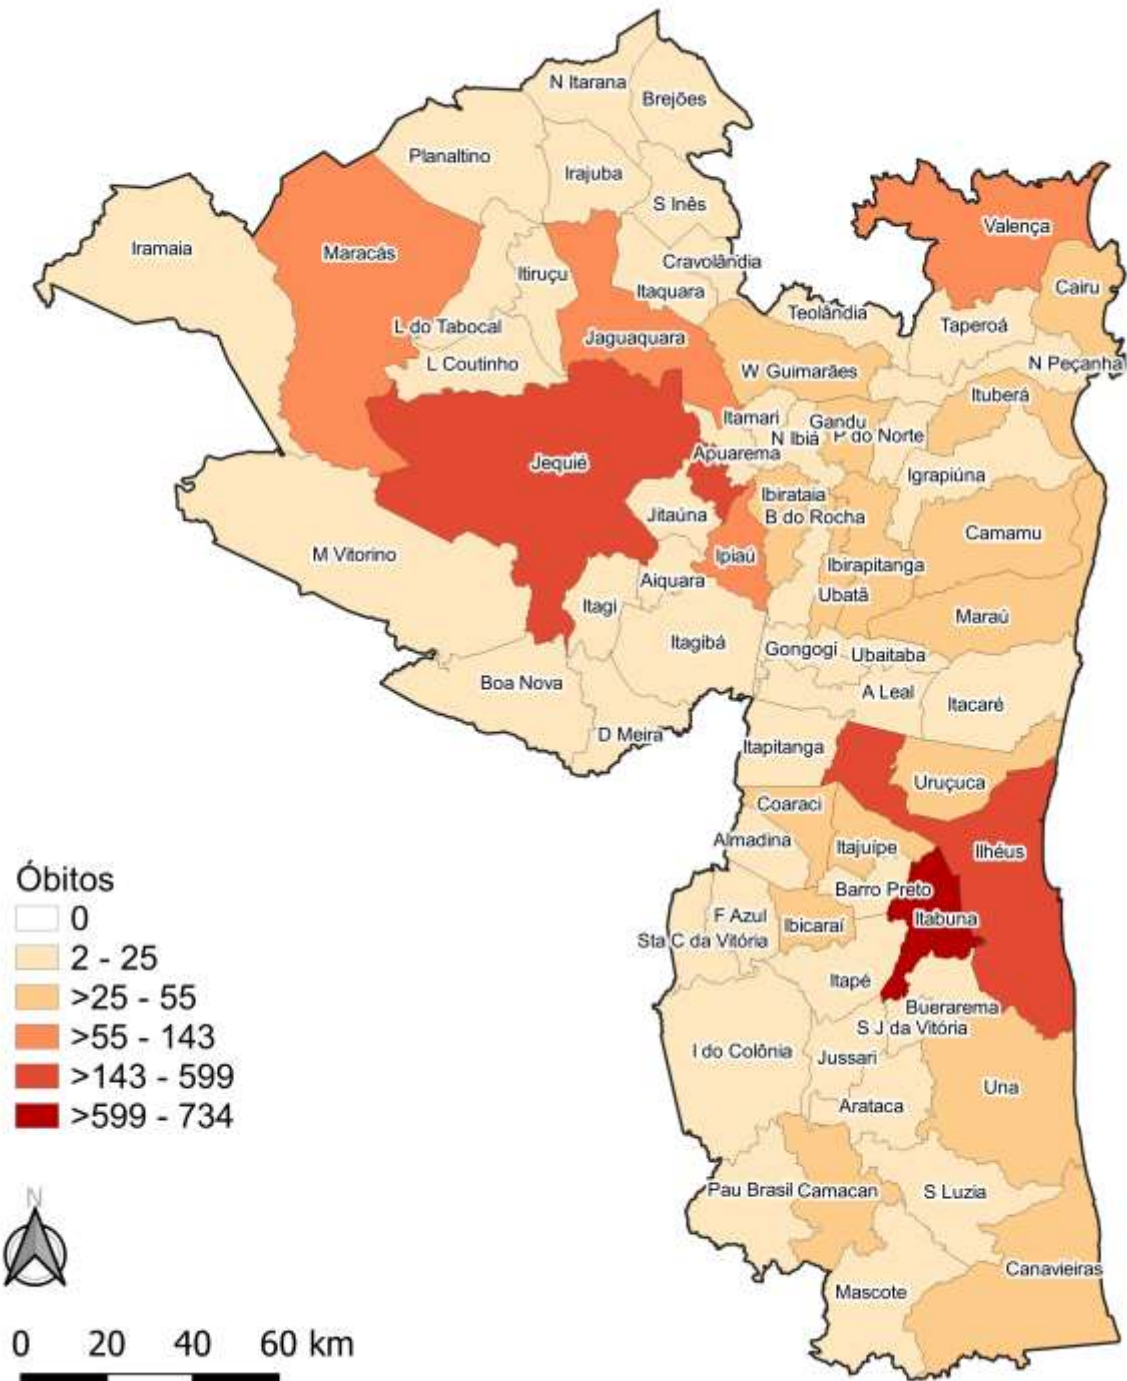 N Itarana
Brejões
Planaltino
Irajuba
S Inês
Valença
Iramaia
Maracás
Cravolândia
Itiruçu
Itaquara
Cairu
Teolândia
Taperoá
L do Tabocal
Jaguaquara
L Coutinho
W Guimarães
N Peçanha
Ituberá
Itamari
Gandu
N Ibiá
P do Norte
Apuarema
Jequié
Igrapiúna
Ibirataia
Jitaúna
B do Rocha
Camamu
M Vitorino
Ipiaú
Ibirapitanga
Aiquara
Ubatã
Itagi
Maraú
Itagibá
Gongogi
Ubaitaba
Boa Nova
A Leal
Itacaré
D Meira
Itapitanga
Uruçuca
Coaraci
Almadina
Itajuípe
Ilhéus
Barro Preto
F Azul
Ibicaraí
Itabuna
Sta C da Vitória
Itapé
Buerarema
S J da Vitória
I do Colônia
Jussari
Una
Arataca
Pau Brasil
Camacan
S Luzia
Canavieiras
Mascote
Óbitos
0
2 - 25
>25 - 55
>55 - 143
>143 - 599
>599 - 734
N
0 20 40 60 km